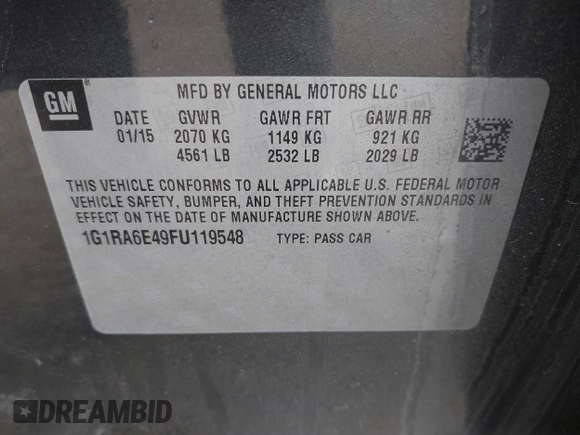 GM
MFD BY GENERAL MOTORS LLC
DATE GVWR GAWR FRT GAWR RR
01/15 2070 KG 1149 KG 921 KG
4561 LB 2532 LB 2029 LB
THIS VEHICLE CONFORMS TO ALL APPLICABLE U.S. FEDERAL MOTOR
VEHICLE SAFETY, BUMPER, AND THEFT PREVENTION STANDARDS IN
EFFECT ON THE DATE OF MANUFACTURE SHOWN ABOVE.
1G1RA6E49FU119548 TYPE: PASS CAR
DREAMBID